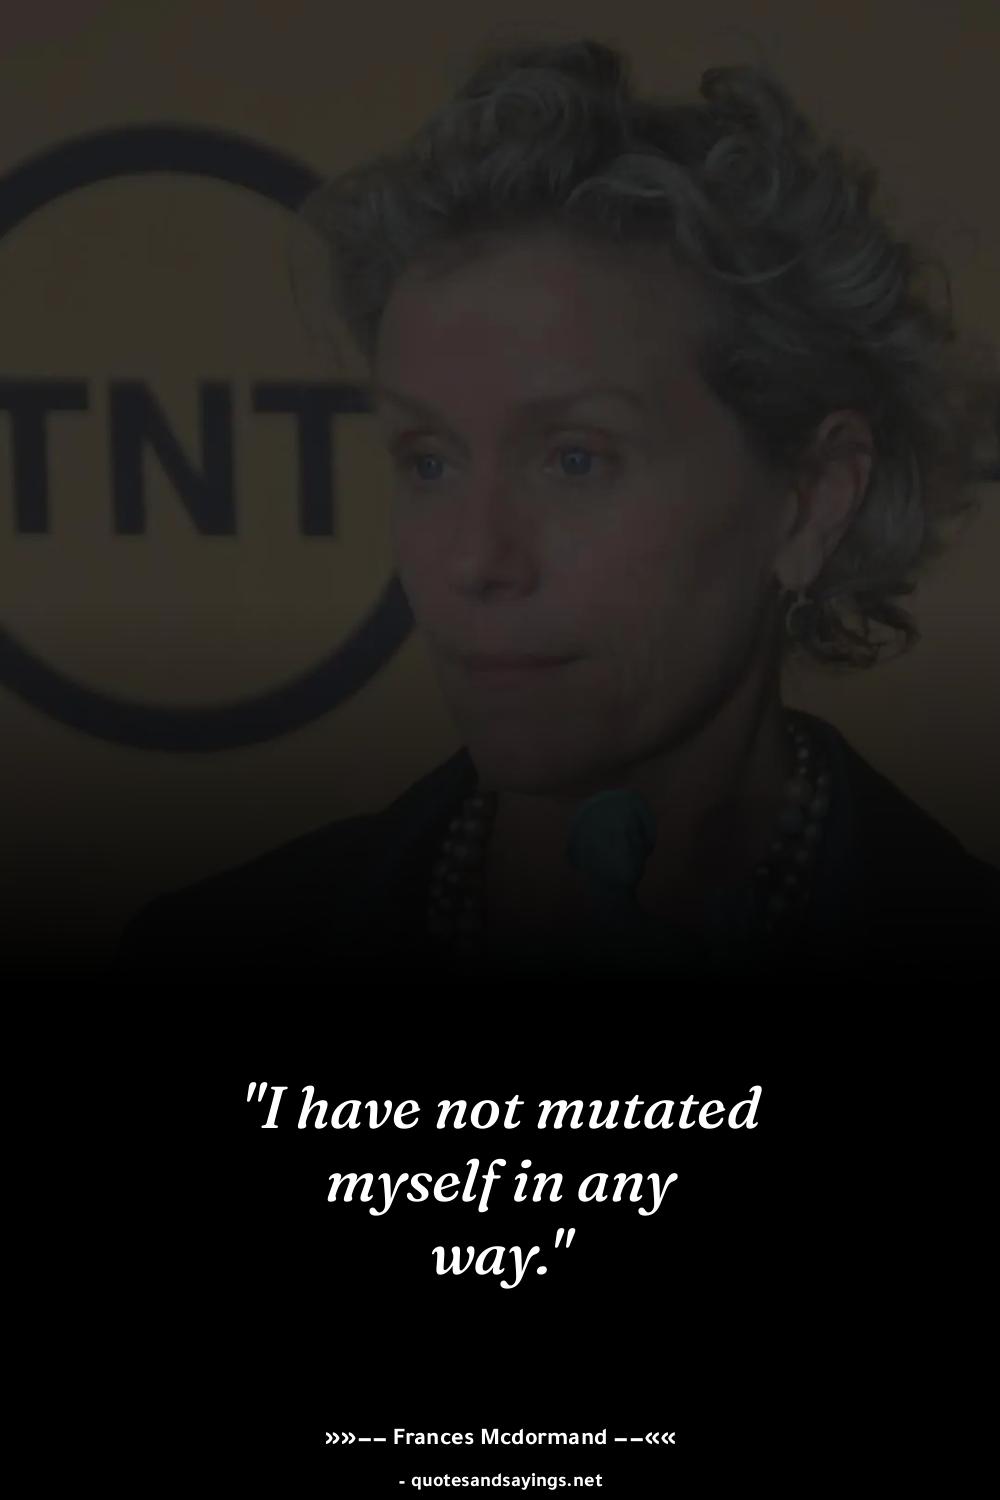 TNT
"I have not mutated
myself in any
way."
»»–– Frances Mcdormand ––««
- quotesandsayings.net